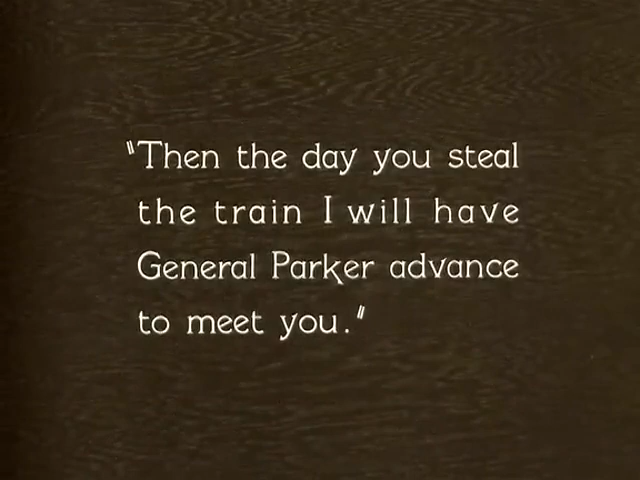 "Then the day you steal
the train I will have
General Parker advance
to meet you."